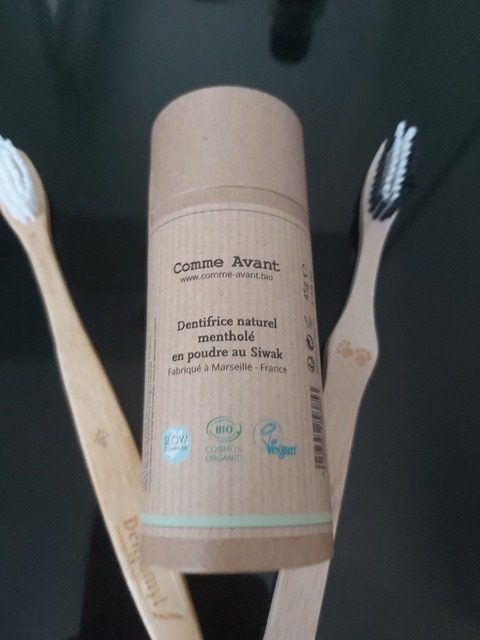 Comme Avant
www.comme-avant.bio
Dentifrice naturel
mentholé
en poudre au Siwak
Fabriqué à Marseille - France
SLOW
BIO
COSMOS
ORGANIC
Vegan